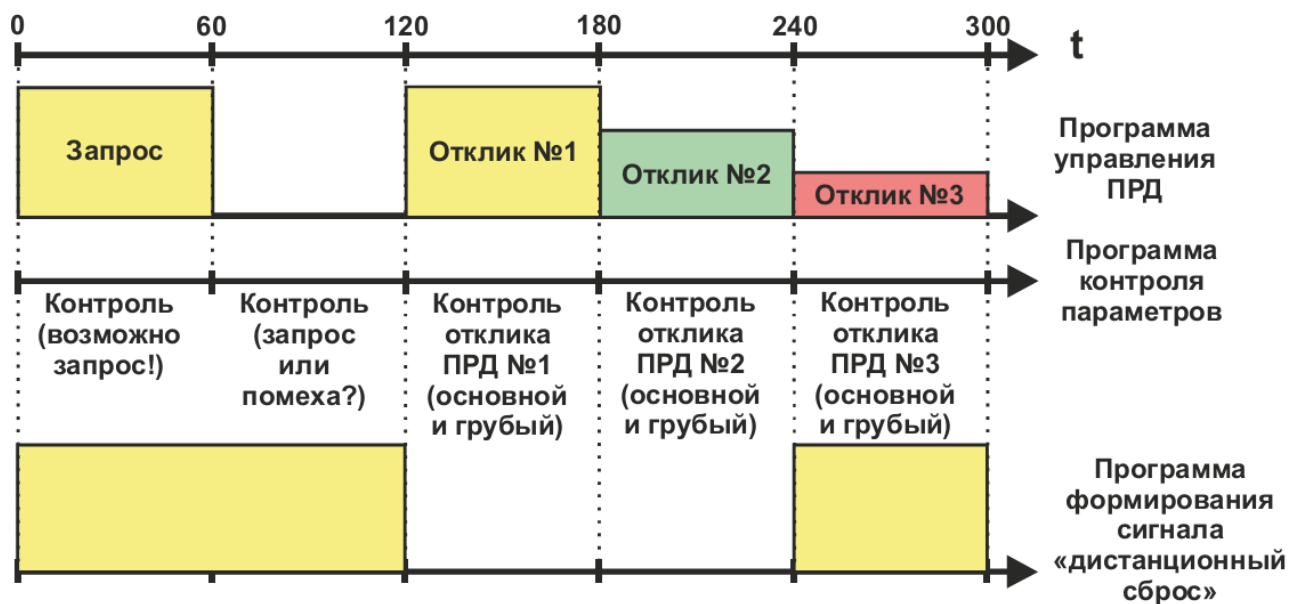 0 60 120 180 240 300
t
Запрос
Отклик №1
Отклик №2
Отклик №3
Программа
управления
ПРД
Программа
контроля
параметров
Контроль
(возможно
запрос!)
Контроль
(запрос
или
помеха?)
Контроль
отклика
ПРД №1
(основной
и грубый)
Контроль
отклика
ПРД №2
(основной
и грубый)
Контроль
отклика
ПРД №3
(основной
и грубый)
Программа
формирования
сигнала
«дистанционный
сброс»